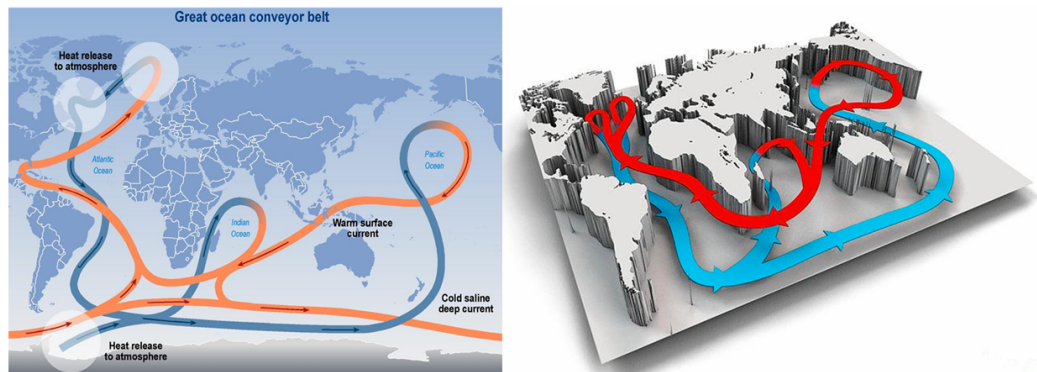 Great ocean conveyor belt
Heat release
to atmosphere
Atlantic
Ocean
Pacific
Ocean
Indian
Ocean
Warm surface
current
Cold saline
deep current
Heat release
to atmosphere